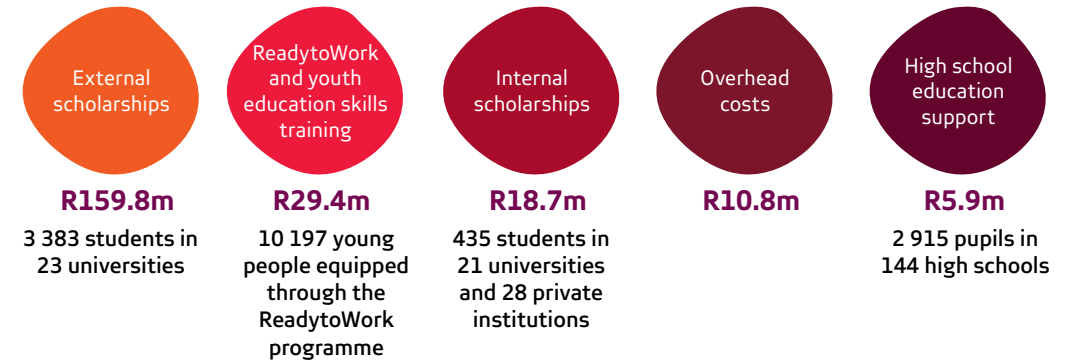 External
scholarships
R159.8m
3 383 students in
23 universities
ReadytoWork
and youth
education skills
training
R29.4m
10 197 young
people equipped
through the
ReadytoWork
programme
Internal
scholarships
R18.7m
435 students in
21 universities
and 28 private
institutions
Overhead
costs
R10.8m
High school
education
support
R5.9m
2 915 pupils in
144 high schools